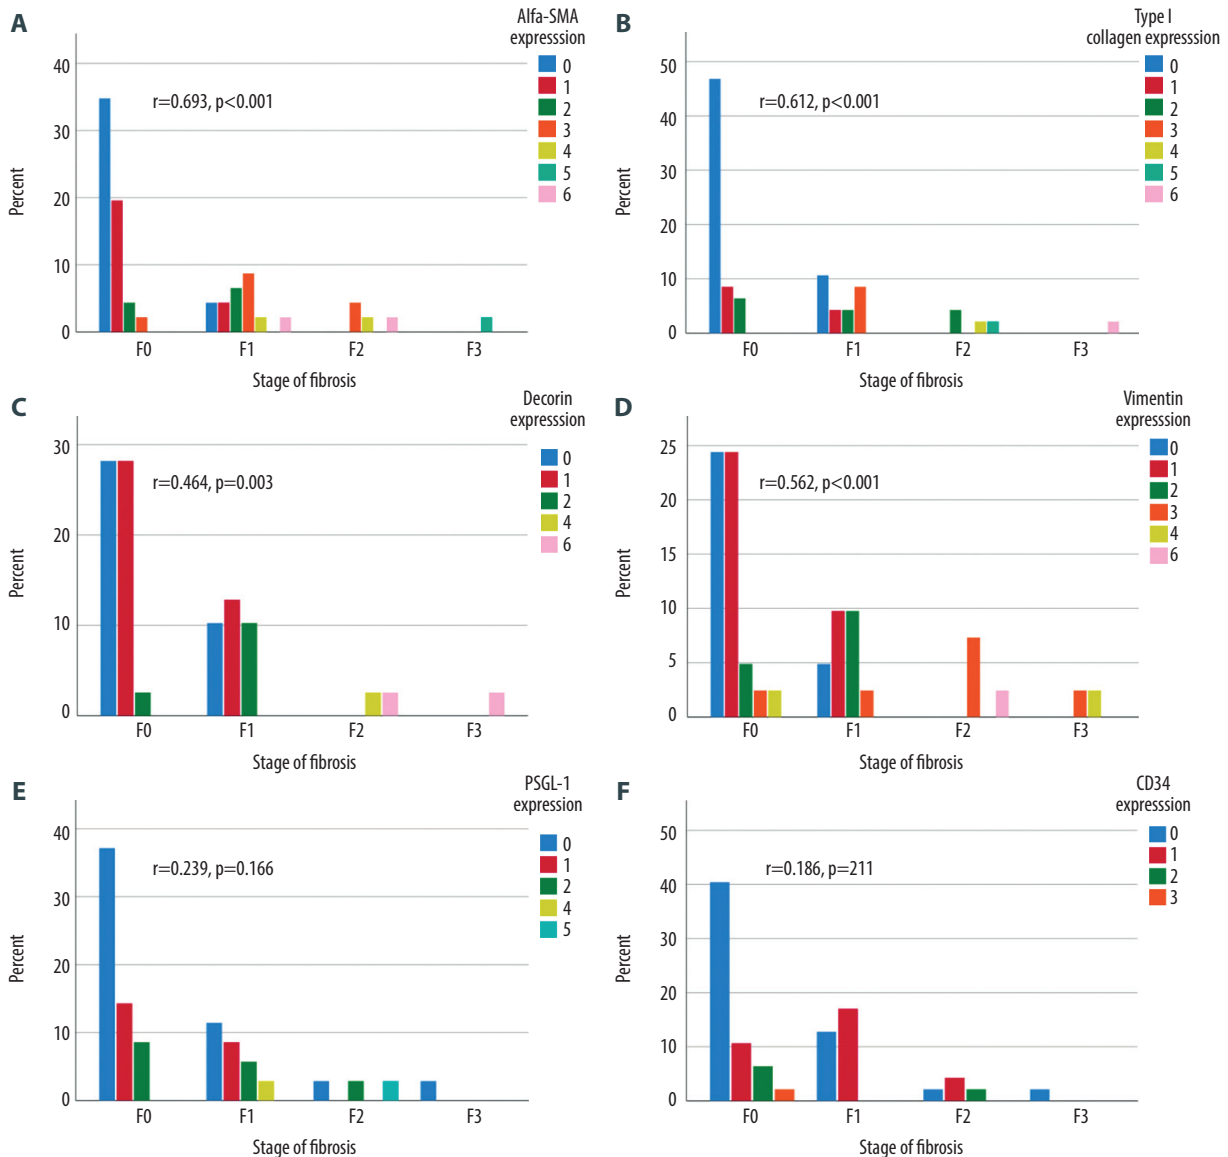 A
Alfa-SMA
expresssion
0
1
2
3
4
5
6
r=0.693, p<0.001
40
30
20
10
0
Percent
F0
F1
F2
F3
Stage of fibrosis
B
Type I
collagen expresssion
0
1
2
3
4
5
6
r=0.612, p<0.001
50
40
30
20
10
0
Percent
F0
F1
F2
F3
Stage of fibrosis
C
Decorin
expresssion
0
1
2
4
6
r=0.464, p=0.003
30
20
10
0
Percent
F0
F1
F2
F3
Stage of fibrosis
D
Vimentin
expresssion
0
1
2
3
4
6
r=0.562, p<0.001
25
20
15
10
5
0
Percent
F0
F1
F2
F3
Stage of fibrosis
E
PSGL-1
expression
0
1
2
4
5
r=0.239, p=0.166
40
30
20
10
0
Percent
F0
F1
F2
F3
Stage of fibrosis
F
CD34
expresssion
0
1
2
3
r=0.186, p=211
50
40
30
20
10
0
Percent
F0
F1
F2
F3
Stage of fibrosis